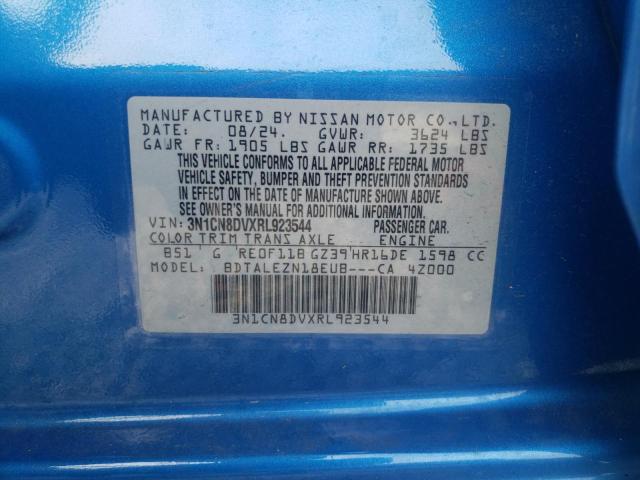 MANUFACTURED BY NISSAN MOTOR CO., LTD.
DATE: 08/24. GVWR: 3624 LBS
GAWR FR: 1905 LBS GAWR RR: 1735 LBS
THIS VEHICLE CONFORMS TO ALL APPLICABLE FEDERAL MOTOR
VEHICLE SAFETY, BUMPER AND THEFT PREVENTION STANDARDS
IN EFFECT ON THE DATE OF MANUFACTURE SHOWN ABOVE.
SEE OWNER'S MANUAL FOR ADDITIONAL INFORMATION.
VIN: 3N1CN8DVXRL923544 PASSENGER CAR.
COLOR TRIM TRANS AXLE ENGINE
B51 G RE0F11B GZ39 HR16DE 1598 CC
MODEL: BDTALEZN18EUB---CA 4Z000
3N1CN8DVXRL923544